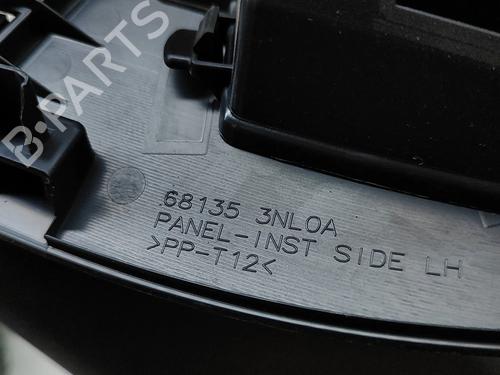 B-PARTS
68135 3NL0A
PANEL-INST SIDE LH
>PP-T12<